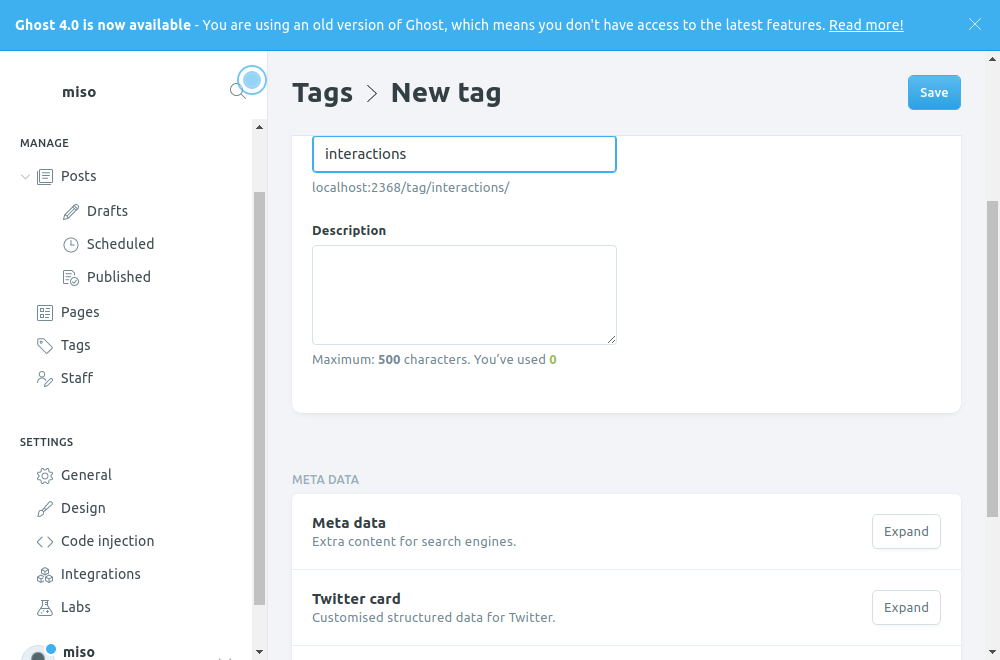 Ghost 4.0 is now available - You are using an old version of Ghost, which means you don't have access to the latest features. Read more!
miso
Tags > New tag
Save
MANAGE
Posts
Drafts
Scheduled
Published
Pages
Tags
Staff
SETTINGS
General
Design
Code injection
Integrations
Labs
miso
interactions
localhost:2368/tag/interactions/
Description
Maximum: 500 characters. You’ve used 0
META DATA
Meta data
Extra content for search engines.
Expand
Twitter card
Customised structured data for Twitter.
Expand